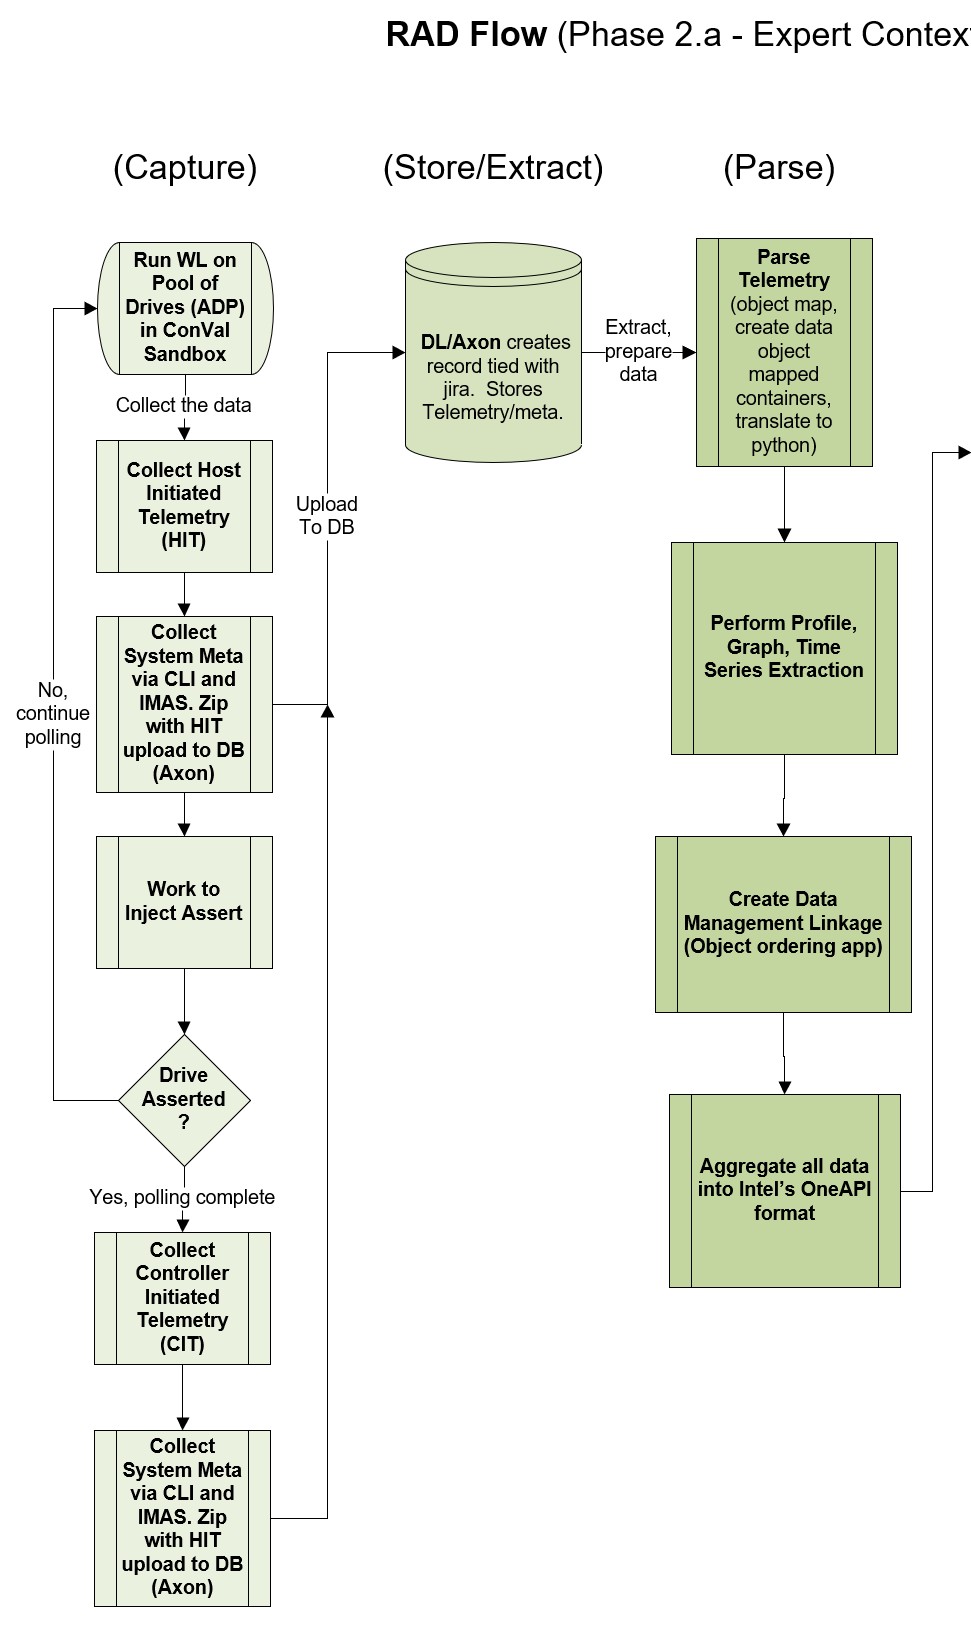 RAD Flow (Phase 2.a - Expert Context
(Capture)
(Store/Extract)
(Parse)
Run WL on
Pool of
Drives (ADP)
in ConVal
Sandbox
Collect the data
Collect Host
Initiated
Telemetry
(HIT)
Collect
System Meta
via CLI and
IMAS. Zip
with HIT
upload to DB
(Axon)
No,
continue
polling
Work to
Inject Assert
Drive
Asserted
?
Yes, polling complete
Collect
Controller
Initiated
Telemetry
(CIT)
Collect
System Meta
via CLI and
IMAS. Zip
with HIT
upload to DB
(Axon)
Upload
To DB
DL/Axon creates
record tied with
jira.  Stores
Telemetry/meta.
Extract,
prepare
data
Parse
Telemetry
(object map,
create data
object
mapped
containers,
translate to
python)
Perform Profile,
Graph, Time
Series Extraction
Create Data
Management Linkage
(Object ordering app)
Aggregate all data
into Intel's OneAPI
format